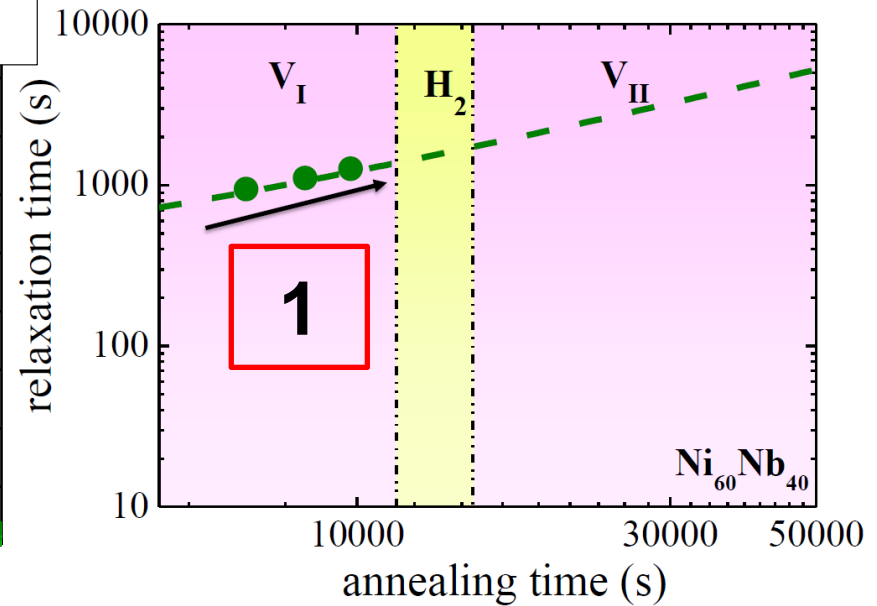 relaxation time (s)
10000
1000
100
10
V_I
H_2
V_II
1
Ni_60Nb_40
10000
30000
50000
annealing time (s)